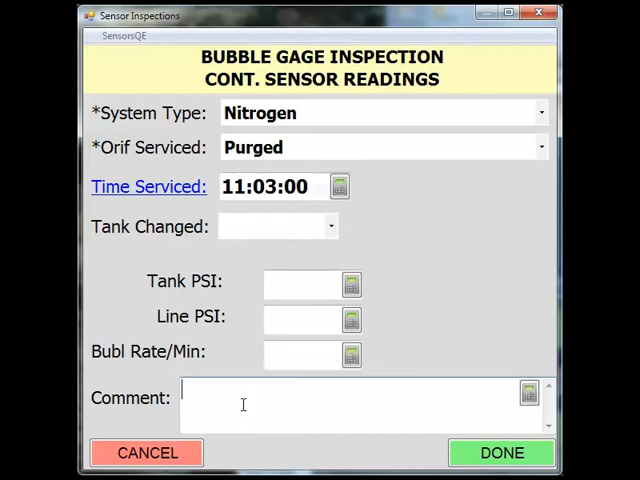 Sensor Inspections
SensorsQE
BUBBLE GAGE INSPECTION
CONT. SENSOR READINGS
*System Type: Nitrogen
*Orif Serviced: Purged
Time Serviced: 11:03:00
Tank Changed:
Tank PSI:
Line PSI:
Bubl Rate/Min:
Comment:
CANCEL DONE